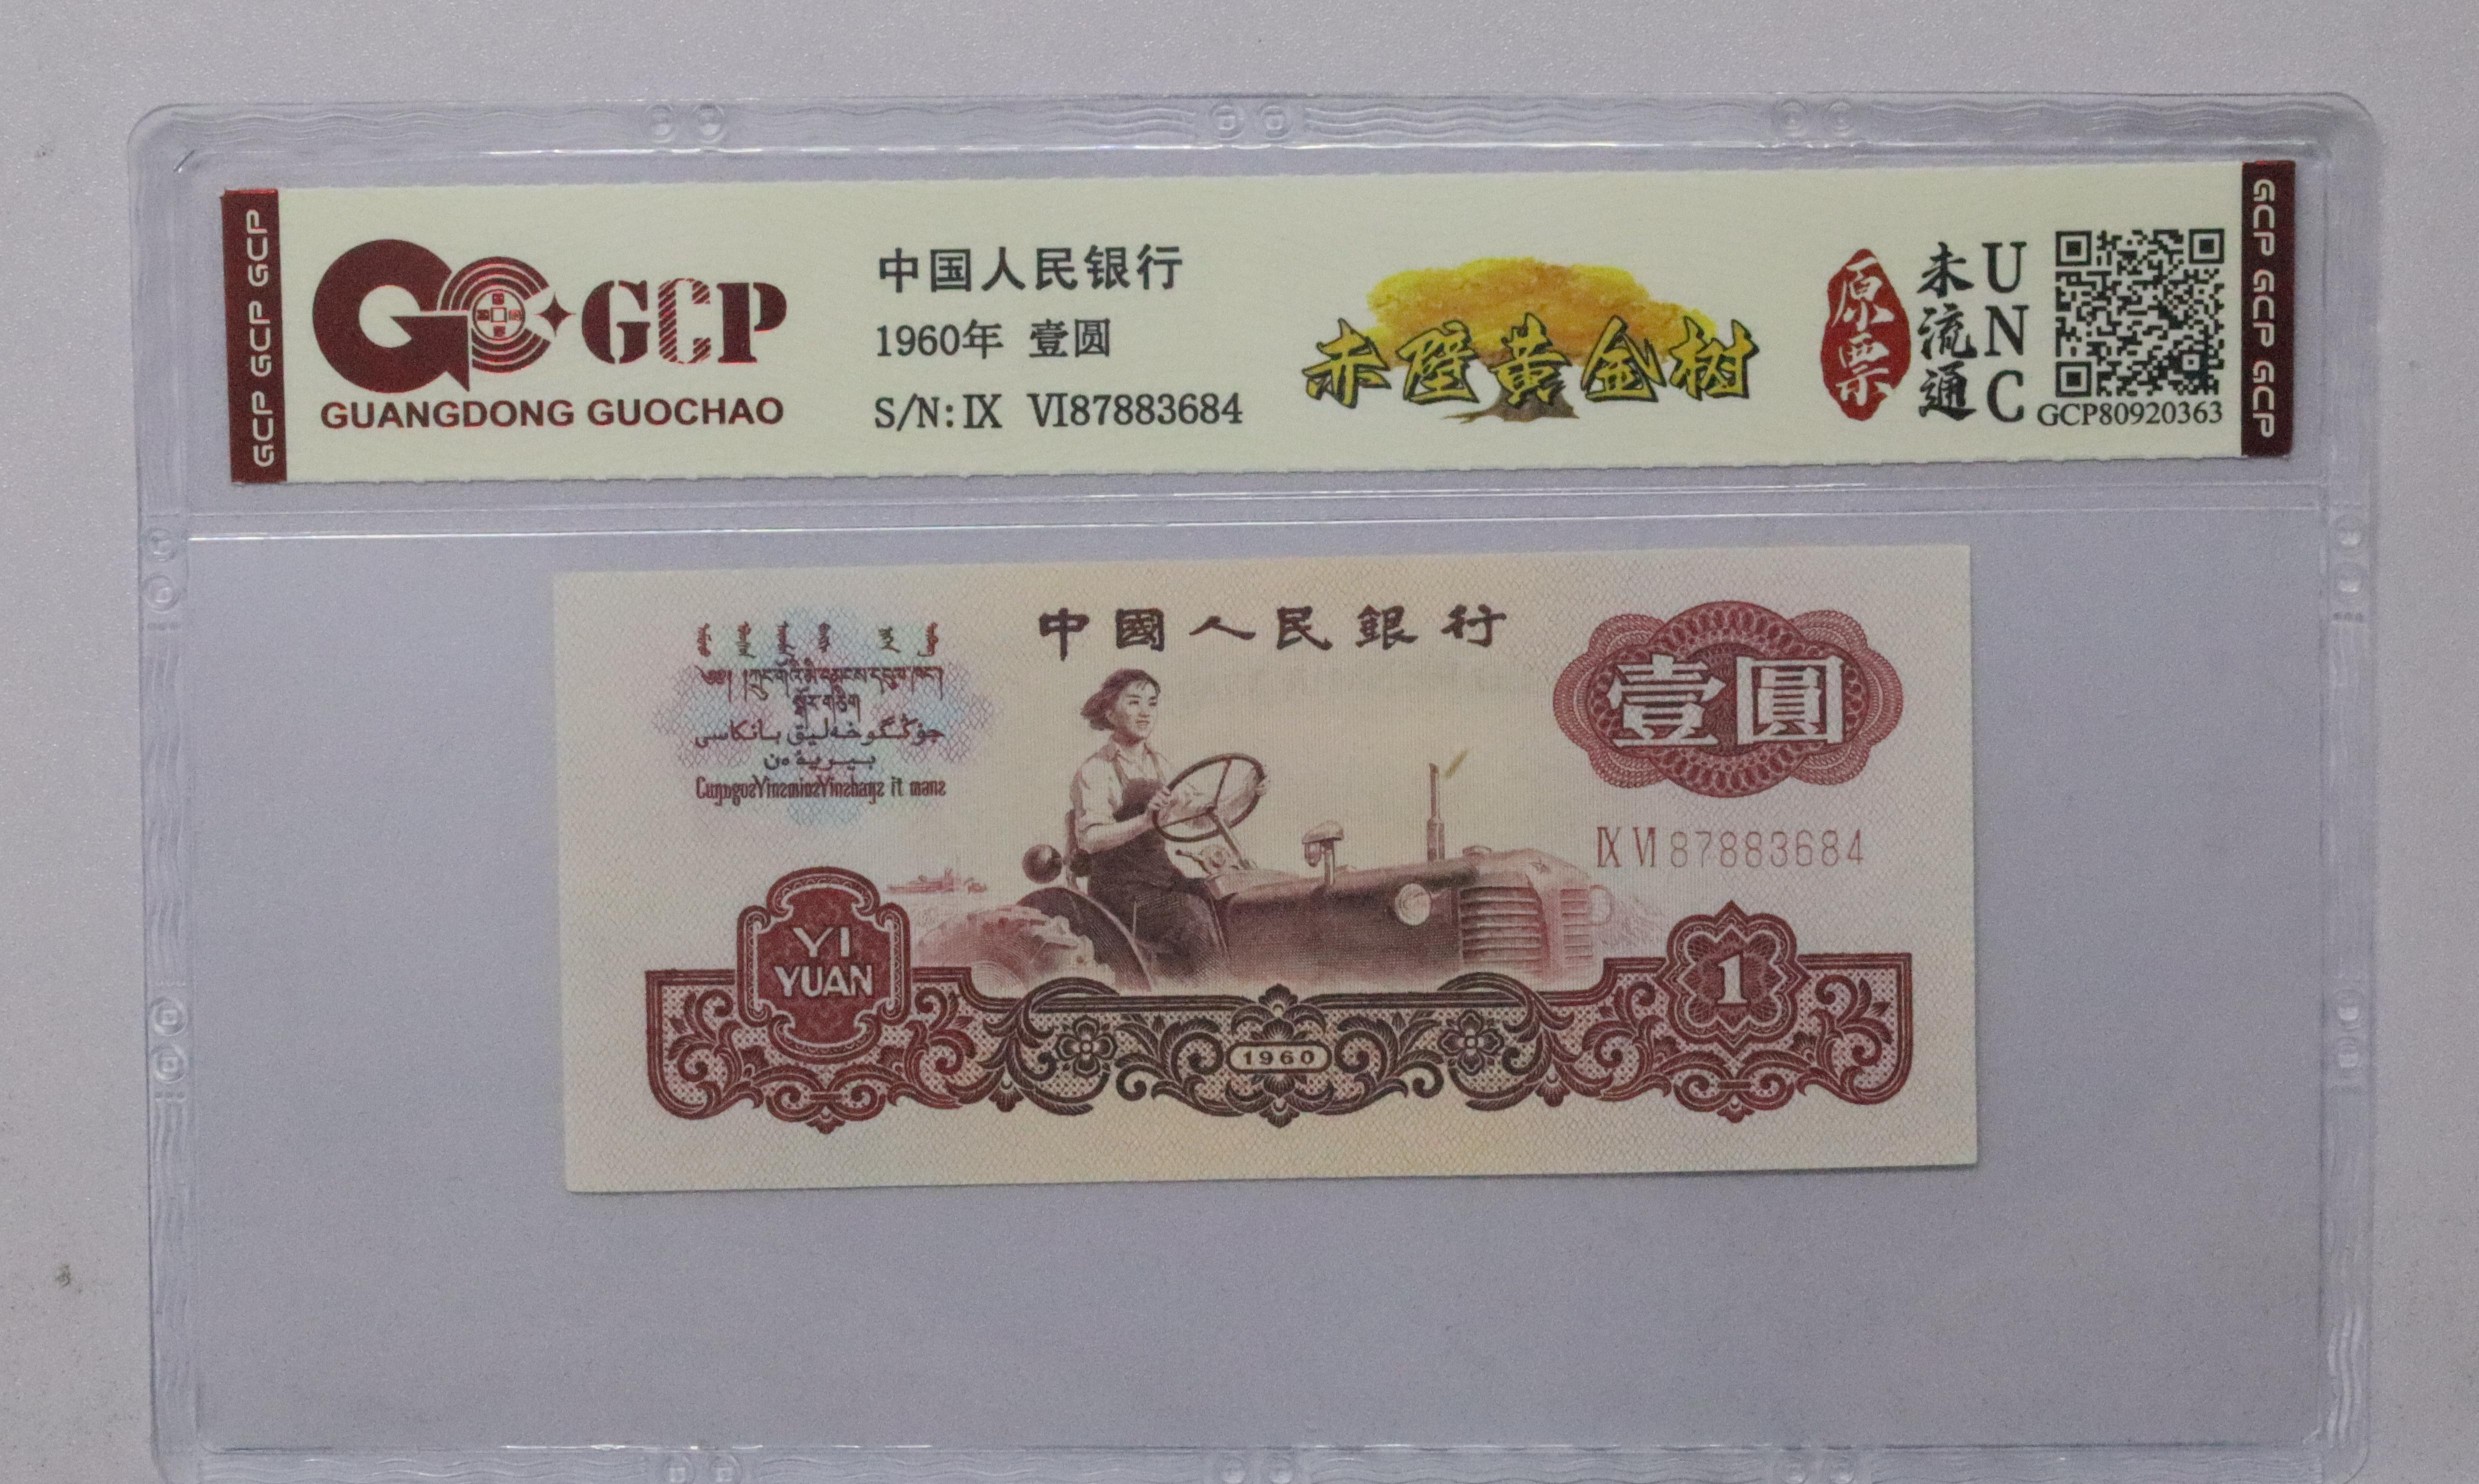 GCP GCP GCP
GCP
GUANGDONG GUOCHAO
中国人民银行
1960年 壹圆
S/N: IX VI87883684
赤壁黄金树
原票
未流通
UNC
GCP80920363
GCP GCP GCP
中國人民銀行
壹圓
IX VI 87883684
YI
YUAN
1960
1